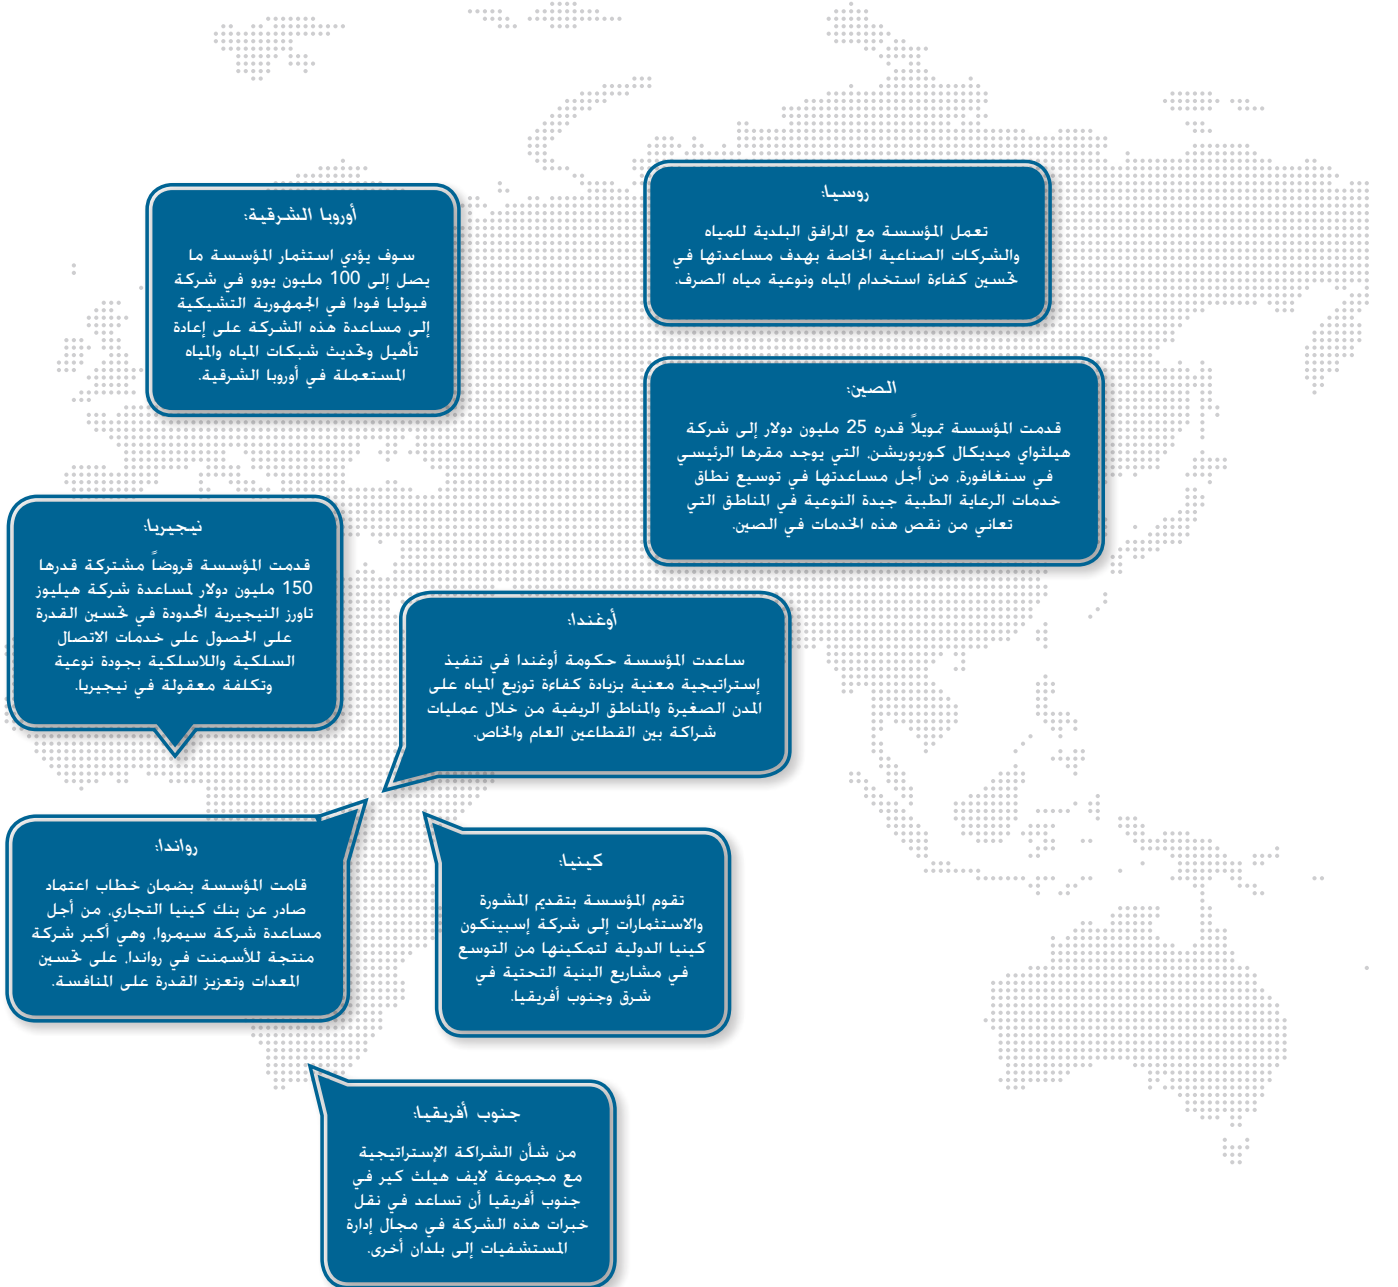 روسيا:
تعمل المؤسسة مع المرافق البلدية للمياه
والشركات الصناعية الخاصة بهدف مساعدتها في
تحسين كفاءة استخدام المياه ونوعية مياه الصرف.
أوروبا الشرقية:
سوف يؤدي استثمار المؤسسة ما
يصل إلى 100 مليون يورو في شركة
فيوليا فودا في الجمهورية التشيكية
إلى مساعدة هذه الشركة على إعادة
تأهيل وتحديث شبكات المياه والمياه
المستعملة في أوروبا الشرقية.
الصين:
قدمت المؤسسة تمويلاً قدره 25 مليون دولار إلى شركة
هيلثواي ميديكال كوربوريشن، التي يوجد مقرها الرئيسي
في سنغافورة، من أجل مساعدتها في توسيع نطاق
خدمات الرعاية الطبية جيدة النوعية في المناطق التي
تعاني من نقص هذه الخدمات في الصين.
نيجيريا:
قدمت المؤسسة قروضاً مشتركة قدرها
150 مليون دولار لمساعدة شركة هيليوز
تاورز النيجيرية المحدودة في تحسين القدرة
على الحصول على خدمات الاتصال
السلكية واللاسلكية بجودة نوعية
وتكلفة معقولة في نيجيريا.
أوغندا:
ساعدت المؤسسة حكومة أوغندا في تنفيذ
إستراتيجية معنية بزيادة كفاءة توزيع المياه على
المدن الصغيرة والمناطق الريفية من خلال عمليات
شراكة بين القطاعين العام والخاص.
رواندا:
قامت المؤسسة بضمان خطاب اعتماد
صادر عن بنك كينيا التجاري، من أجل
مساعدة شركة سيمروا، وهي أكبر شركة
منتجة للأسمنت في رواندا، على تحسين
المعدات وتعزيز القدرة على المنافسة.
كينيا:
تقوم المؤسسة بتقديم المشورة
والاستثمارات إلى شركة إسبينكون
كينيا الدولية لتمكينها من التوسع
في مشاريع البنية التحتية في
شرق وجنوب أفريقيا.
جنوب أفريقيا:
من شأن الشراكة الإستراتيجية
مع مجموعة لايف هيلث كير في
جنوب أفريقيا أن تساعد في نقل
خبرات هذه الشركة في مجال إدارة
المستشفيات إلى بلدان أخرى.